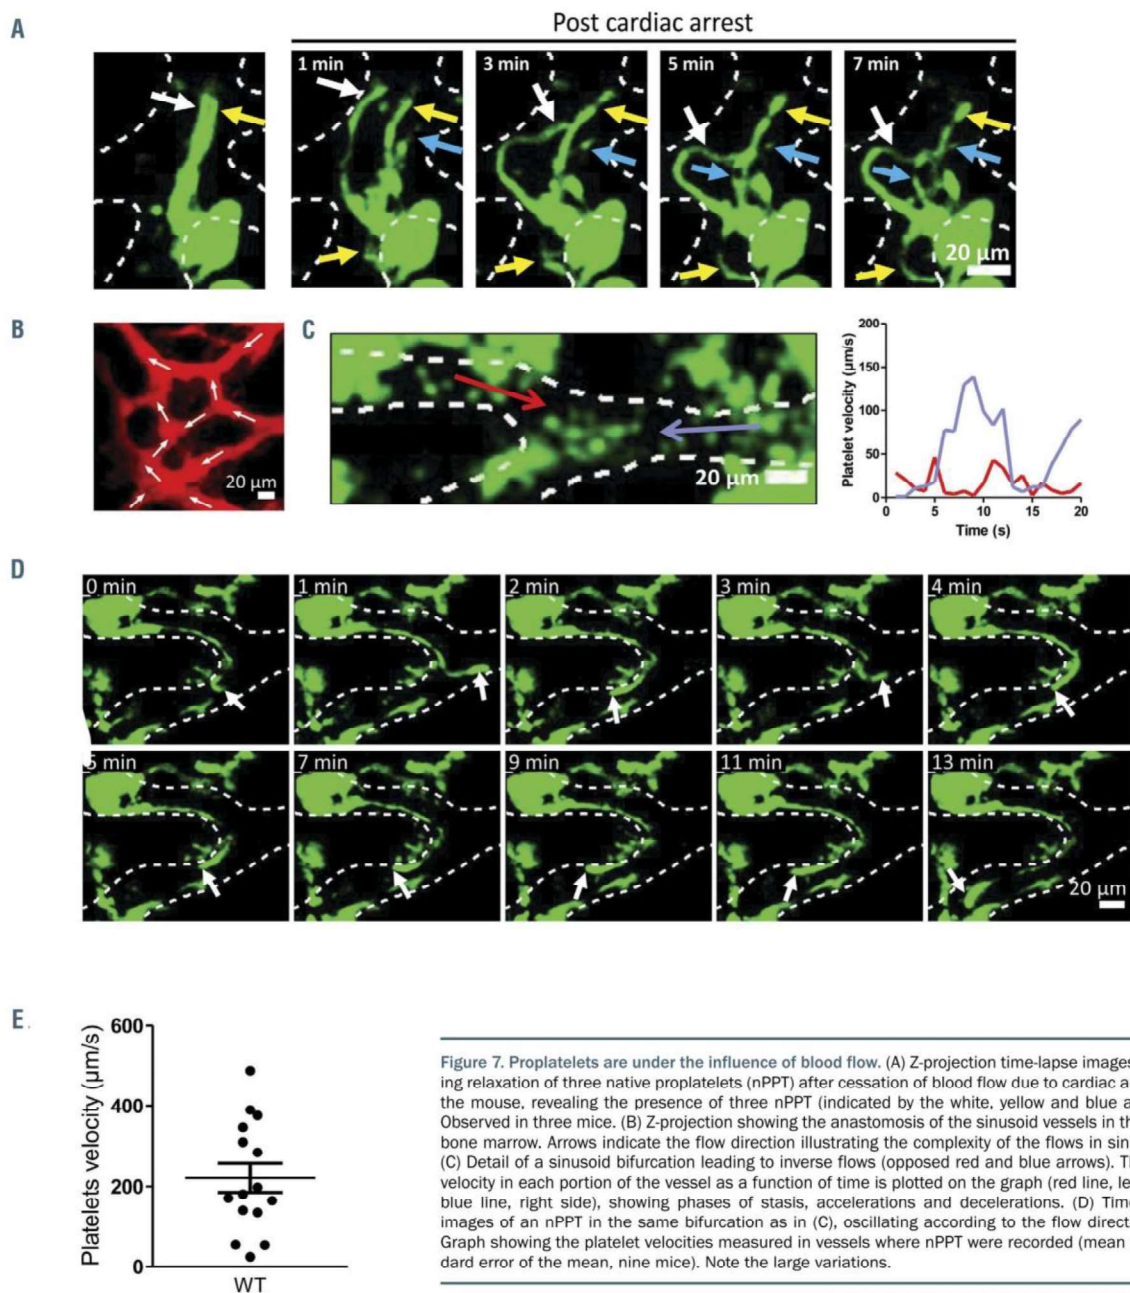 A
Post cardiac arrest
1 min
3 min
5 min
7 min
20 µm
B
20 µm
C
20 µm
Platelet velocity (µm/s)
200
150
100
50
0
0
5
10
15
20
Time (s)
D
0 min
1 min
2 min
3 min
4 min
5 min
7 min
9 min
11 min
13 min
20 µm
E.
Platelets velocity (µm/s)
600
400
200
0
WT
Figure 7. Proplatelets are under the influence of blood flow. (A) Z-projection time-lapse images
ing relaxation of three native proplatelets (nPPT) after cessation of blood flow due to cardiac a
the mouse, revealing the presence of three nPPT (indicated by the white, yellow and blue a
Observed in three mice. (B) Z-projection showing the anastomosis of the sinusoid vessels in th
bone marrow. Arrows indicate the flow direction illustrating the complexity of the flows in sin
(C) Detail of a sinusoid bifurcation leading to inverse flows (opposed red and blue arrows). Th
velocity in each portion of the vessel as a function of time is plotted on the graph (red line, le
blue line, right side), showing phases of stasis, accelerations and decelerations. (D) Time
images of an nPPT in the same bifurcation as in (C), oscillating according to the flow direct
Graph showing the platelet velocities measured in vessels where nPPT were recorded (mean
dard error of the mean, nine mice). Note the large variations.